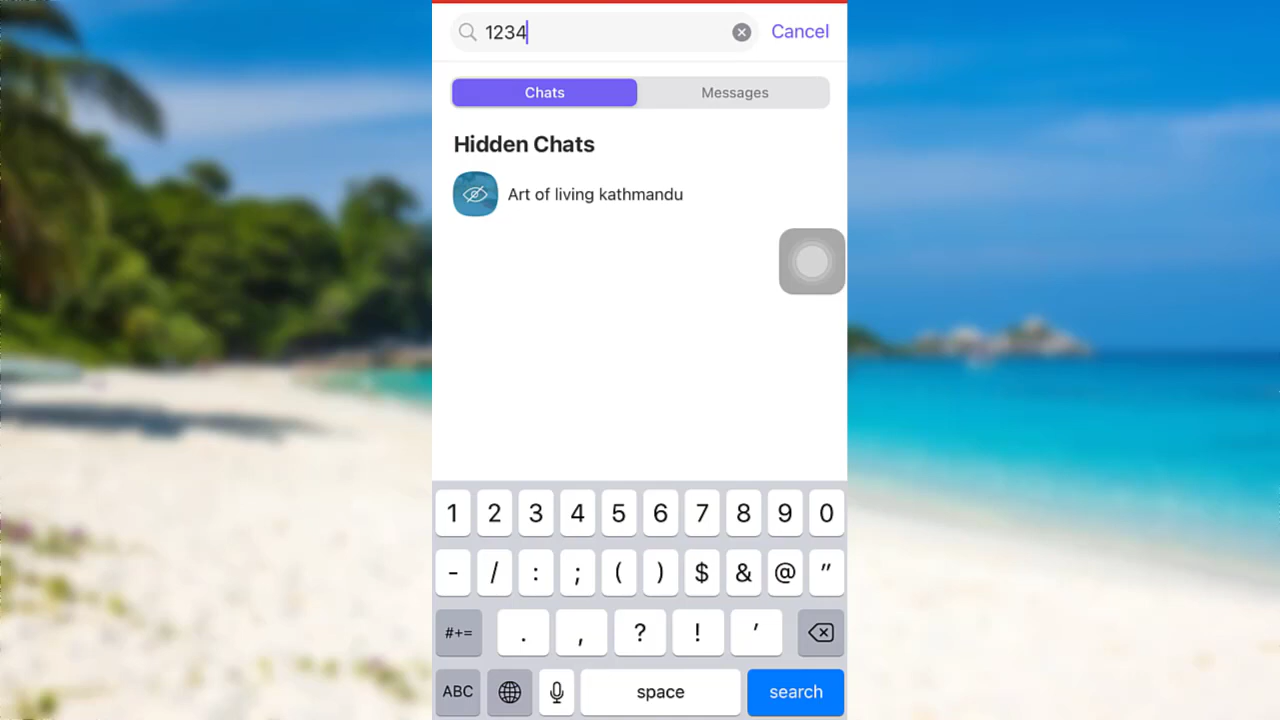 1234
Cancel
Chats
Messages
Hidden Chats
Art of living kathmandu
1 2 3 4 5 6 7 8 9 0
- / : ; ( ) $ & @ "
#+= . , ? ! '
ABC space search